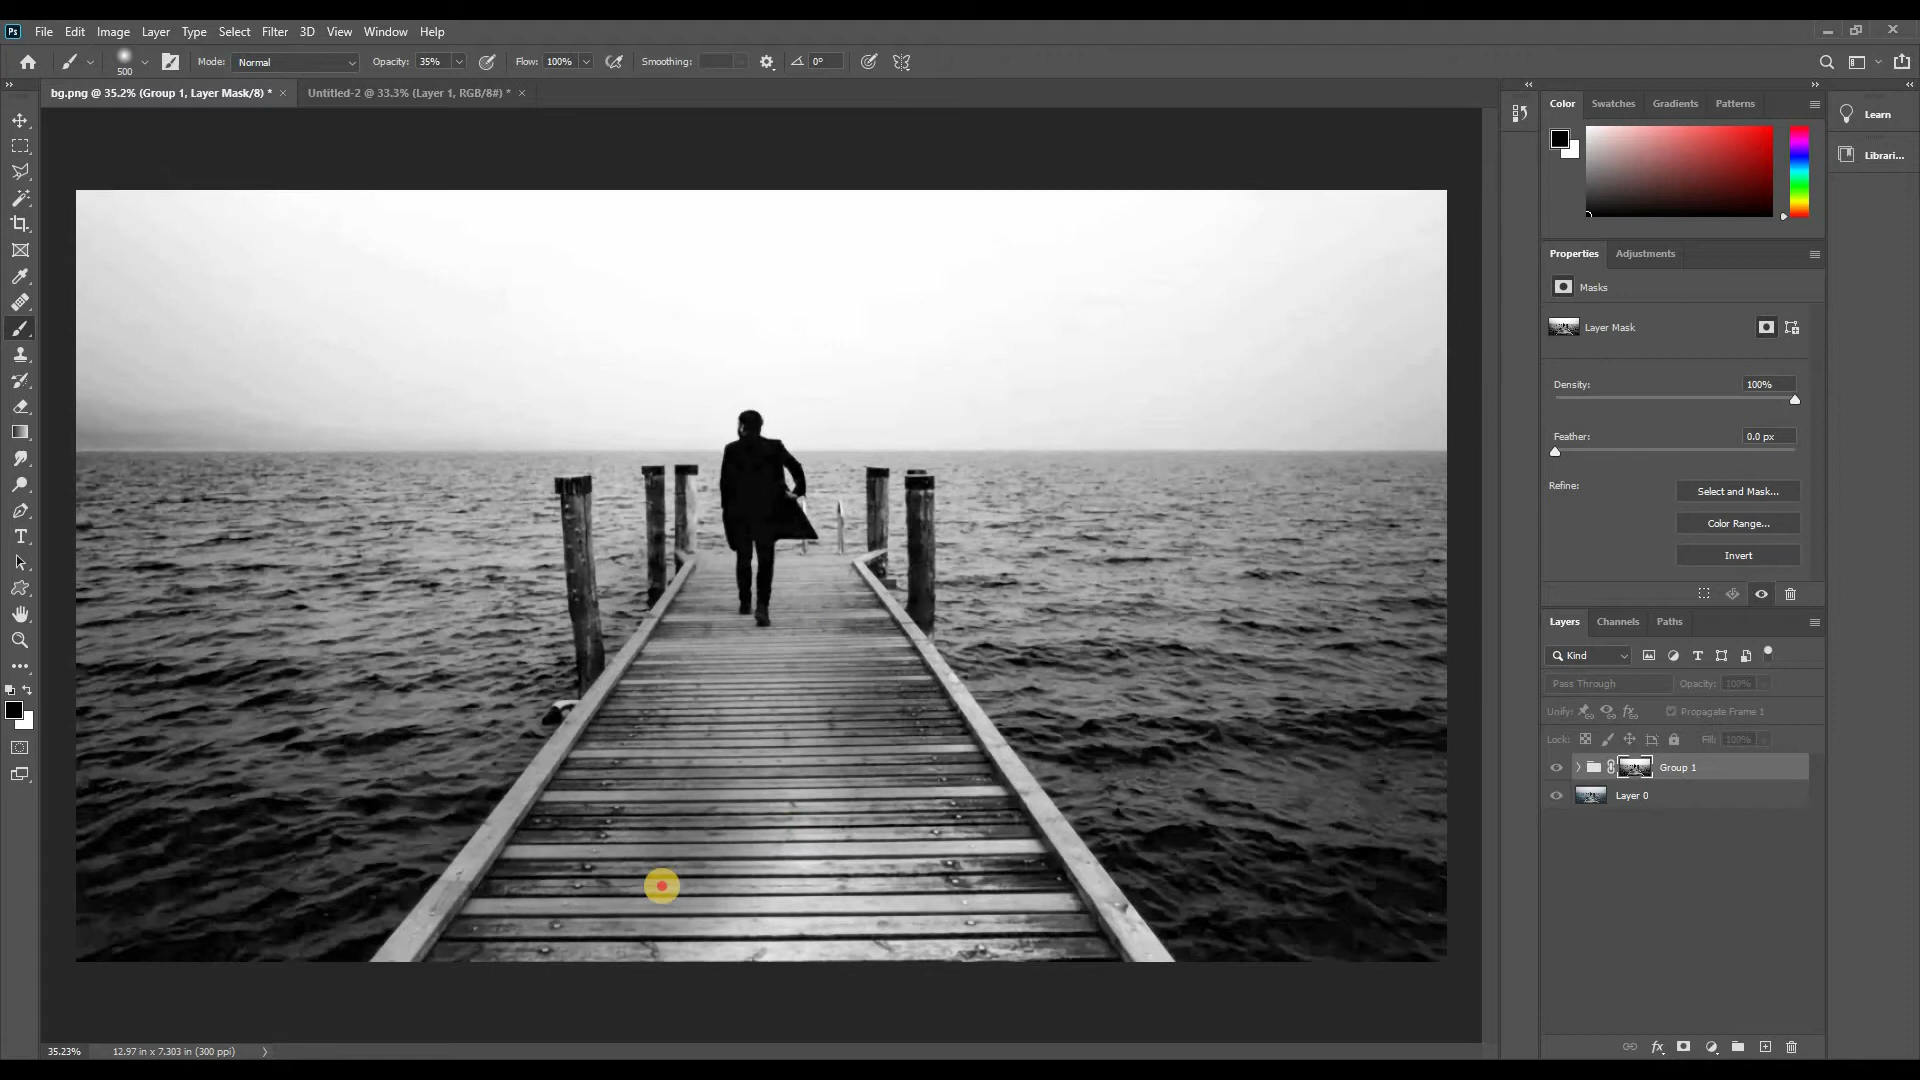 Ps File Edit Image Layer Type Select Filter 3D View Window Help
500 Mode: Normal Opacity: 35% Flow: 100% Smoothing: 0°
bg.png @ 35.2% (Group 1, Layer Mask/8) * × Untitled-2 @ 33.3% (Layer 1, RGB/8#) * ×
Color Swatches Gradients Patterns
Learn
Librari...
Properties Adjustments
Masks
Layer Mask
Density: 100%
Feather: 0.0 px
Refine: Select and Mask...
Color Range...
Invert
Layers Channels Paths
Kind
Pass Through Opacity: 100%
Unify: Propagate Frame 1
Lock: Fill: 100%
Group 1
Layer 0
fx
35.23% 12.97 in x 7.303 in (300 ppi)